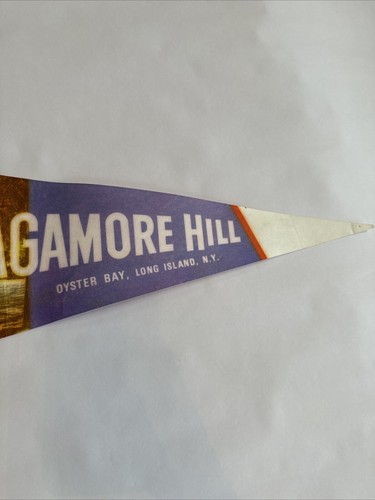 AGAMORE HILL
OYSTER BAY, LONG ISLAND, N.Y.